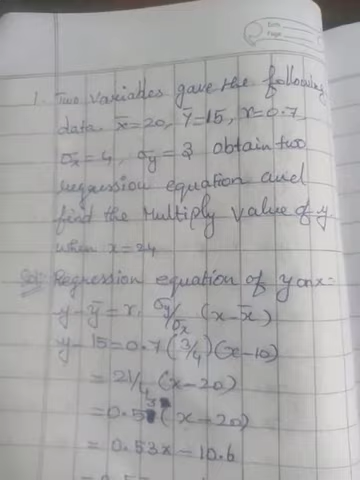 Date
Page
1. Two variables gave the following
data. x̄=20, ȳ=15, r=0.7
σx=4, σy=3 obtain two
regression equation and
find the Multiply value of y
when x=24
Sol: Regression equation of y on x=
y-ȳ=r. σy/σx (x-x̄)
y-15=0.7(3/4)(x-10)
= 21/4 (x-20)
=0.53(x-20)
= 0.53x-10.6